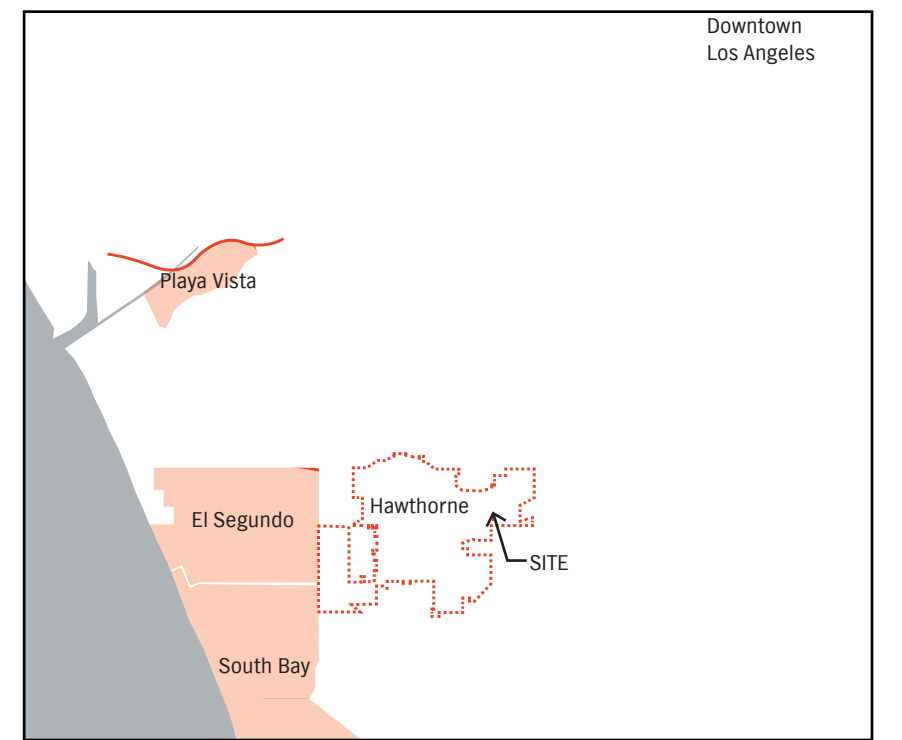 Downtown
Los Angeles
Playa Vista
Hawthorne
El Segundo
SITE
South Bay